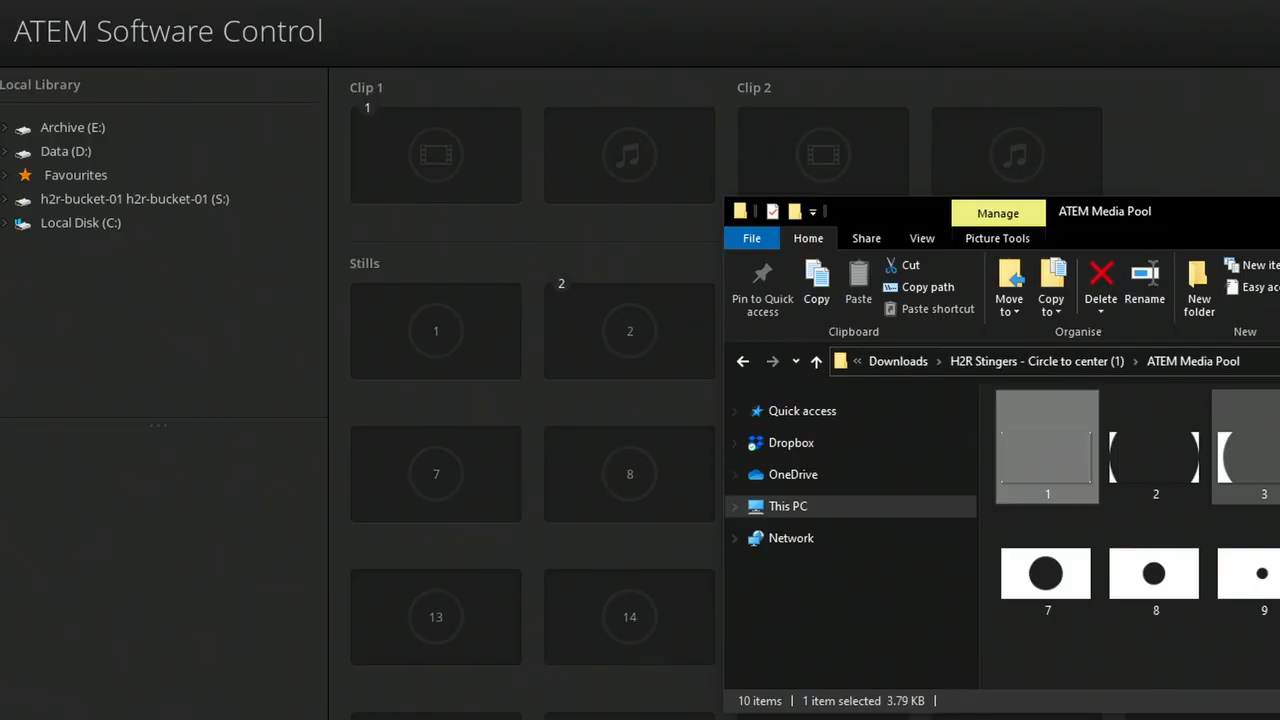 ATEM Software Control
Local Library
Archive (E:)
Data (D:)
Favourites
h2r-bucket-01 h2r-bucket-01 (S:)
Local Disk (C:)
Clip 1
1
Clip 2
Stills
2
1
2
7
8
13
14
Manage
ATEM Media Pool
File
Home
Share
View
Picture Tools
Pin to Quick
access
Copy
Paste
Cut
Copy path
Paste shortcut
Clipboard
Move
to
Copy
to
Delete
Rename
Organise
New
folder
New ite
Easy ac
New
Downloads
H2R Stingers - Circle to center (1)
ATEM Media Pool
Quick access
Dropbox
OneDrive
This PC
Network
1
2
3
7
8
9
10 items
1 item selected 3.79 KB